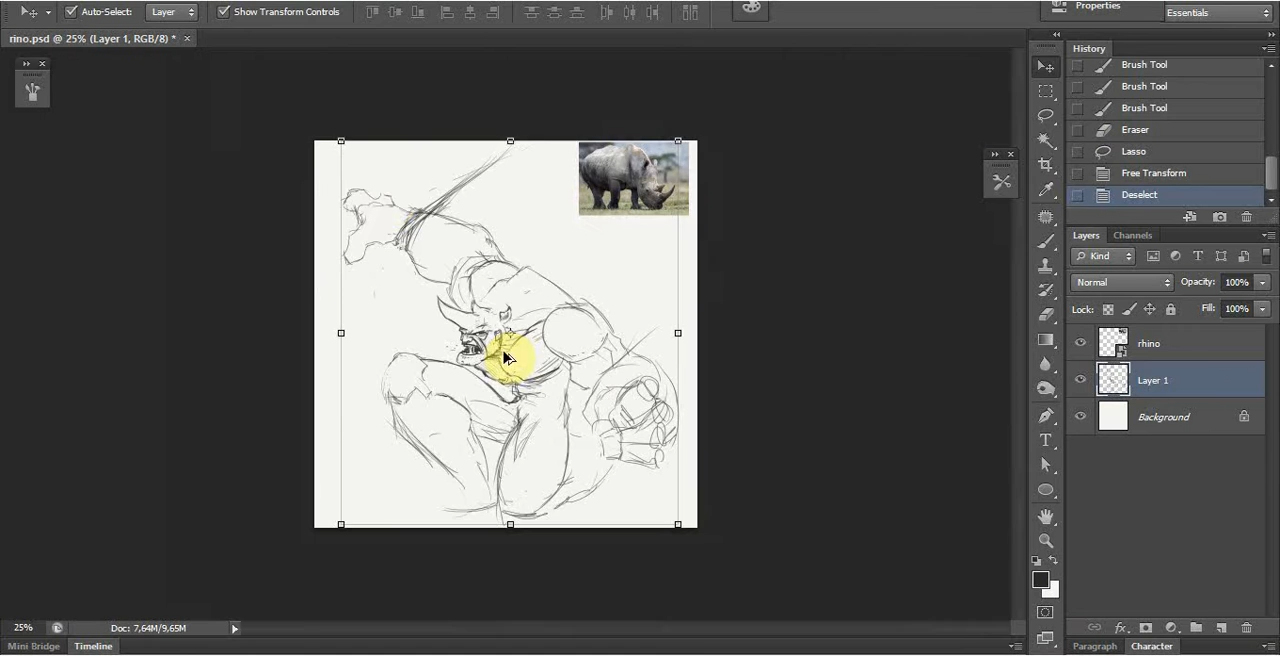 Auto-Select: Layer Show Transform Controls Properties Essentials
rino.psd @ 25% (Layer 1, RGB/8) * ×
History
Brush Tool
Brush Tool
Brush Tool
Eraser
Lasso
Free Transform
Deselect
Layers Channels
Kind
Normal Opacity: 100%
Lock: Fill: 100%
rhino
Layer 1
Background
25% Doc: 7,64M/9,65M
Mini Bridge Timeline Paragraph Character